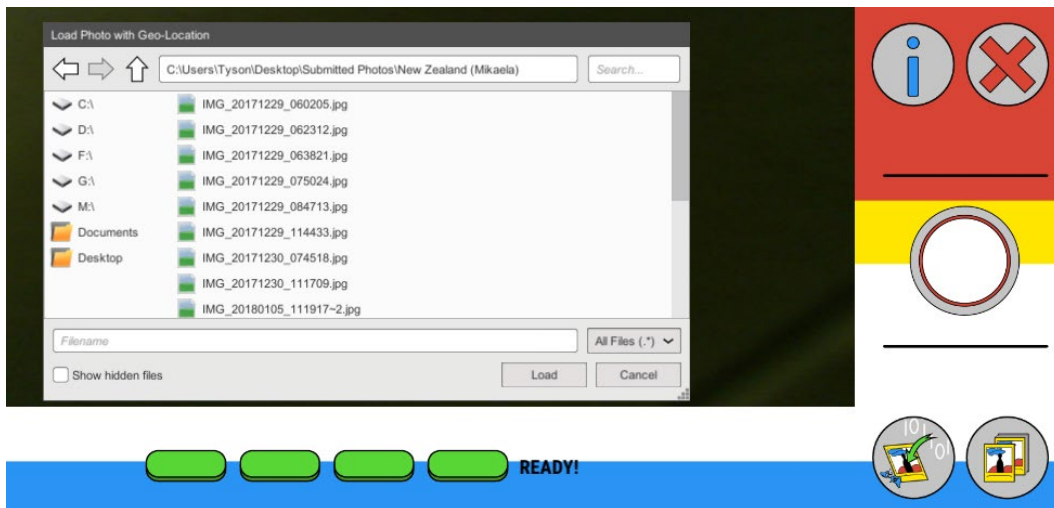 Load Photo with Geo-Location
C:\Users\Tyson\Desktop\Submitted Photos\New Zealand (Mikaela)
Search...
C:\
D:\
F:\
G:\
M:\
Documents
Desktop
IMG_20171229_060205.jpg
IMG_20171229_062312.jpg
IMG_20171229_063821.jpg
IMG_20171229_075024.jpg
IMG_20171229_084713.jpg
IMG_20171229_114433.jpg
IMG_20171230_074518.jpg
IMG_20171230_111709.jpg
IMG_20180105_111917~2.jpg
Filename
All Files (.*)
Show hidden files
Load
Cancel
READY!